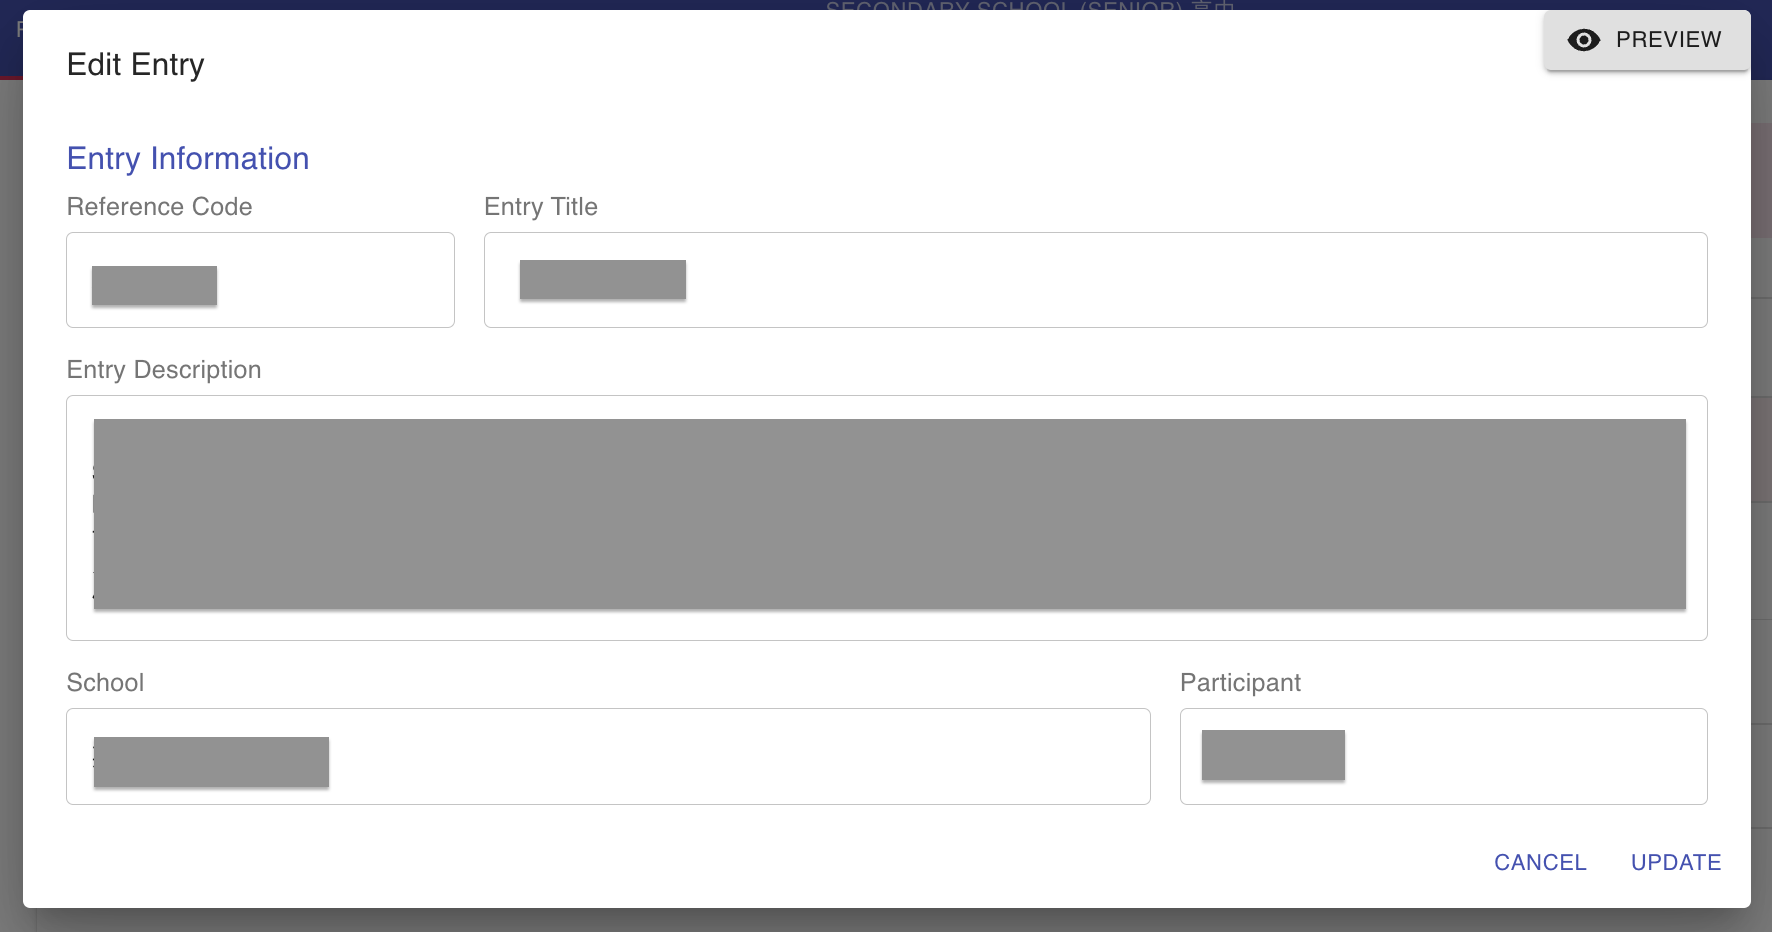 SECONDARY SCHOOL (SENIOR) 高中
PREVIEW
Edit Entry
Entry Information
Reference Code
Entry Title
Entry Description
School
Participant
CANCEL
UPDATE